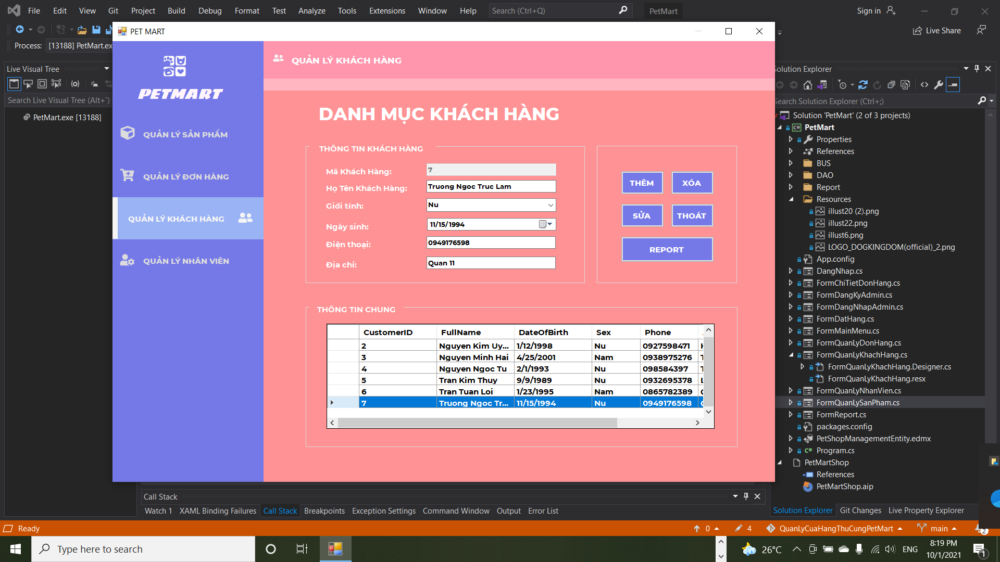 File Edit View Git Project Build Debug Format Test Analyze Tools Extensions Window Help Search (Ctrl+Q) PetMart Sign in
Live Share
Process: [13188] PetMart.ex
PET MART
Live Visual Tree
Search Live Visual Tree (Alt+`)
PetMart.exe [13188]
PETMART
QUẢN LÝ SẢN PHẨM
QUẢN LÝ ĐƠN HÀNG
QUẢN LÝ KHÁCH HÀNG
QUẢN LÝ NHÂN VIÊN
QUẢN LÝ KHÁCH HÀNG
DANH MỤC KHÁCH HÀNG
THÔNG TIN KHÁCH HÀNG
Mã Khách Hàng: 7
Họ Tên Khách Hàng: Truong Ngoc Truc Lam
Giới tính: Nu
Ngày sinh: 11/15/1994
Điện thoại: 0949176598
Địa chỉ: Quan 11
THÊM XÓA
SỬA THOÁT
REPORT
THÔNG TIN CHUNG
CustomerID FullName DateOfBirth Sex Phone
2 Nguyen Kim Uy... 1/12/1998 Nu 0927598471
3 Nguyen Minh Hai 4/25/2001 Nam 0938975276
4 Nguyen Ngoc Tu 2/1/1993 Nu 098584397
5 Tran Kim Thuy 9/9/1989 Nu 0932695378
6 Tran Tuan Loi 1/23/1995 Nam 0865782389
7 Truong Ngoc Tr... 11/15/1994 Nu 0949176598
Solution Explorer
Search Solution Explorer (Ctrl+;)
Solution 'PetMart' (2 of 3 projects)
PetMart
Properties
References
BUS
DAO
Report
Resources
illust20 (2).png
illust22.png
illust6.png
LOGO_DOGKINGDOM(official)_2.png
App.config
DangNhap.cs
FormChiTietDonHang.cs
FormDangKyAdmin.cs
FormDangNhapAdmin.cs
FormDatHang.cs
FormMainMenu.cs
FormQuanLyDonHang.cs
FormQuanLyKhachHang.cs
FormQuanLyKhachHang.Designer.cs
FormQuanLyKhachHang.resx
FormQuanLyNhanVien.cs
FormQuanLySanPham.cs
FormReport.cs
packages.config
PetShopManagementEntity.edmx
C# Program.cs
PetMartShop
References
PetMartShop.aip
Call Stack
Watch 1 XAML Binding Failures Call Stack Breakpoints Exception Settings Command Window Output Error List
Solution Explorer Git Changes Live Property Explorer
Ready 0 4 QuanLyCuaHangThuCungPetMart main 2
Type here to search 26°C ENG 8:19 PM
10/1/2021 1